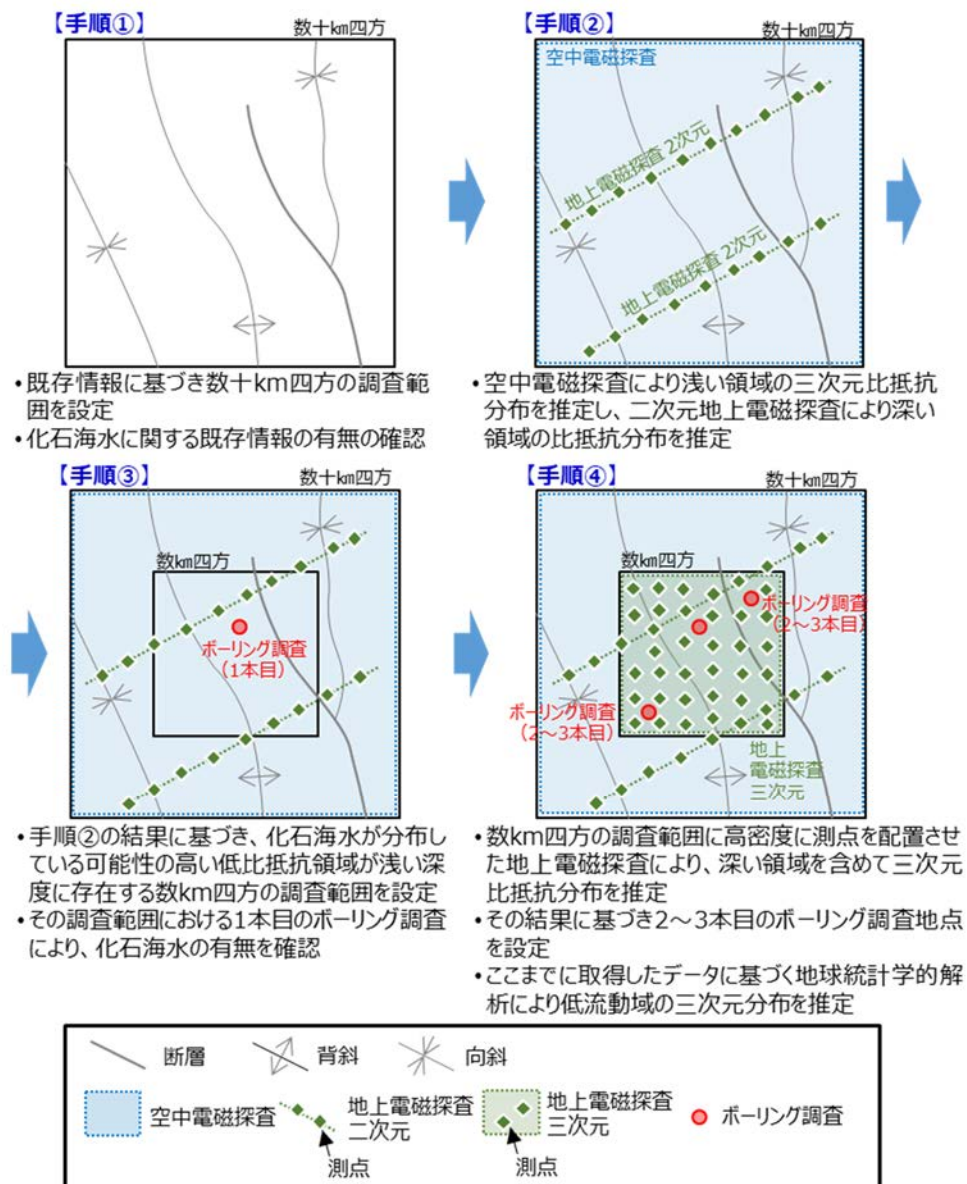 【手順①】
数十km四方
・既存情報に基づき数十km四方の調査範
囲を設定
・化石海水に関する既存情報の有無の確認
【手順②】
数十km四方
空中電磁探査
地上電磁探査 2次元
地上電磁探査 2次元
・空中電磁探査により浅い領域の三次元比抵抗
分布を推定し、二次元地上電磁探査により深い
領域の比抵抗分布を推定
【手順③】
数十km四方
数km四方
ボーリング調査
（1本目）
・手順②の結果に基づき、化石海水が分布し
ている可能性の高い低比抵抗領域が浅い深
度に存在する数km四方の調査範囲を設定
・その調査範囲における1本目のボーリング調査
により、化石海水の有無を確認
【手順④】
数十km四方
数km四方
ボーリング調査
（2～3本目）
ボーリング調査
（2～3本目）
地上
電磁探査
三次元
・数km四方の調査範囲に高密度に測点を配置させ
た地上電磁探査により、深い領域を含めて三次元
比抵抗分布を推定
・その結果に基づき2～3本目のボーリング調査地点
を設定
・ここまでに取得したデータに基づく地球統計学的解
析により低流動域の三次元分布を推定
断層
背斜
向斜
空中電磁探査
地上電磁探査
二次元
測点
地上電磁探査
三次元
測点
ボーリング調査